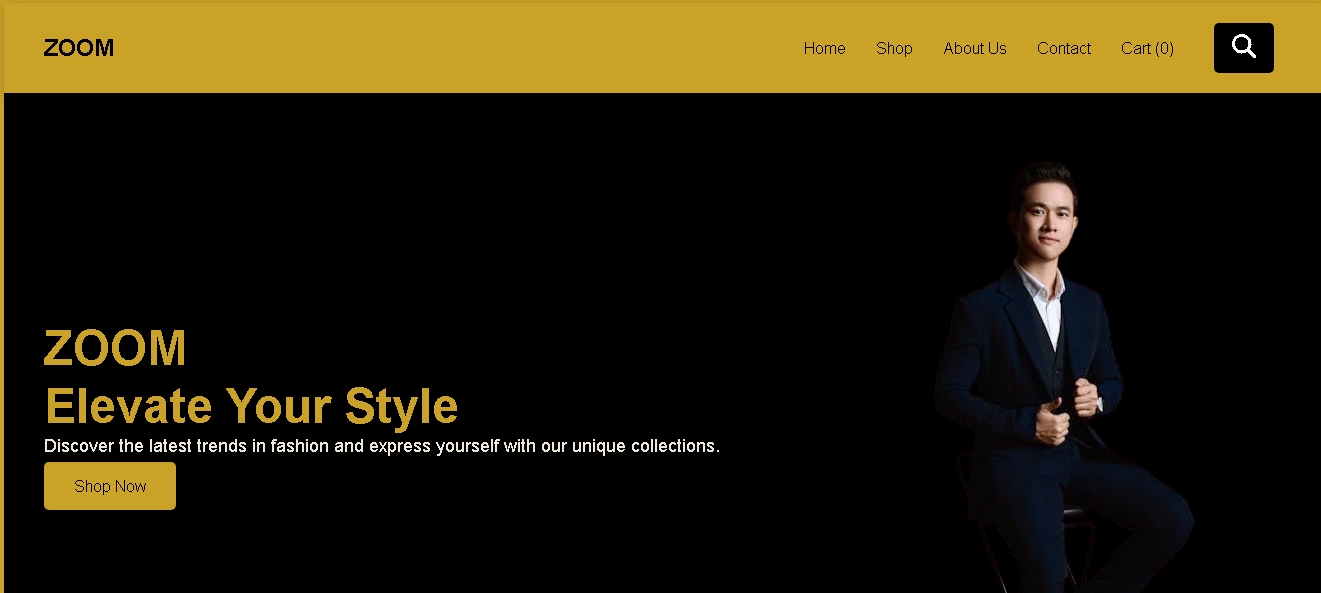 ZOOM
Home Shop About Us Contact Cart (0)
ZOOM
Elevate Your Style
Discover the latest trends in fashion and express yourself with our unique collections.
Shop Now